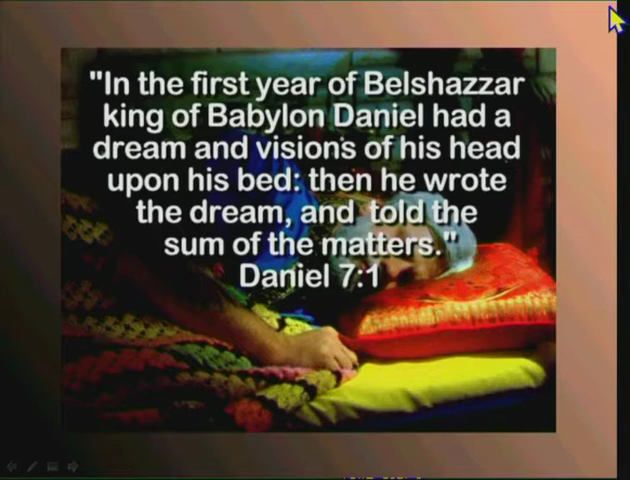 "In the first year of Belshazzar
king of Babylon Daniel had a
dream and visions of his head
upon his bed: then he wrote
the dream, and told the
sum of the matters."
Daniel 7:1